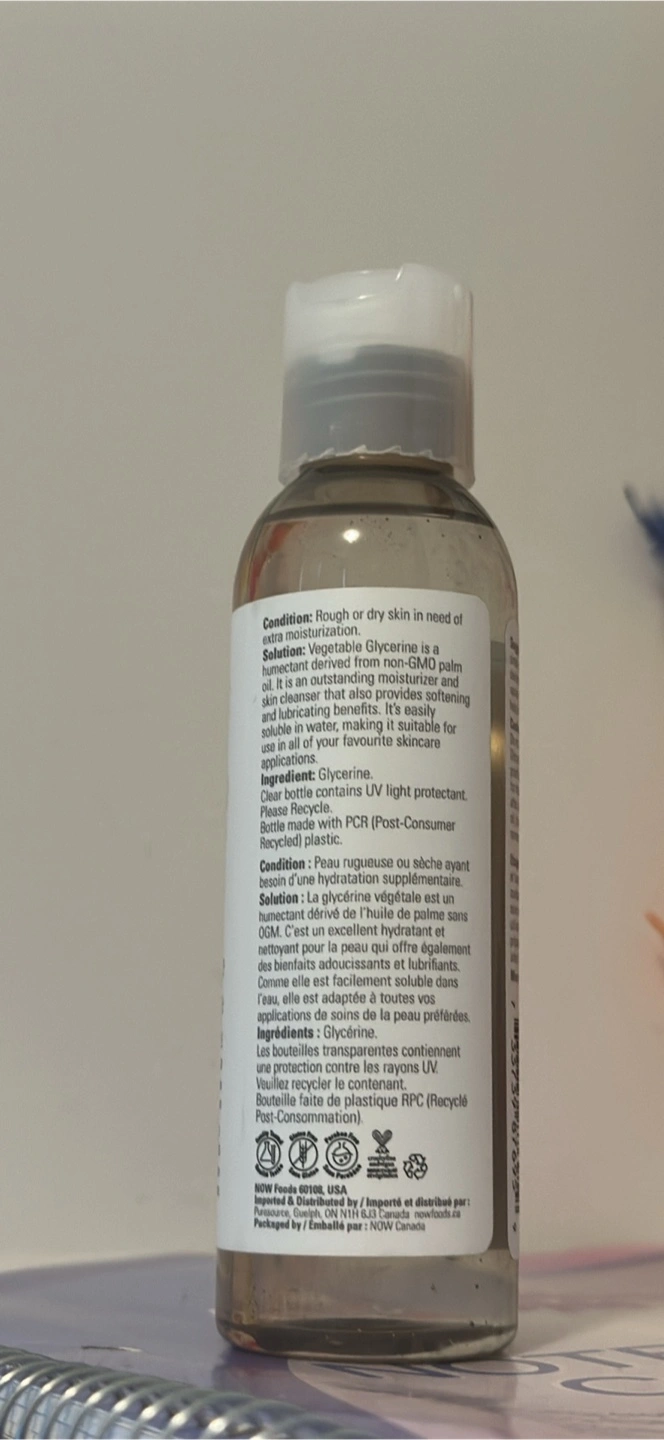 Condition: Rough or dry skin in need of
extra moisturization.
Solution: Vegetable Glycerine is a
humectant derived from non-GMO palm
oil. It is an outstanding moisturizer and
skin cleanser that also provides softening
and lubricating benefits. It's easily
soluble in water, making it suitable for
use in all of your favourite skincare
applications.
Ingredient: Glycerine.
Clear bottle contains UV light protectant.
Please Recycle.
Bottle made with PCR (Post-Consumer
Recycled) plastic.
Condition : Peau rugueuse ou sèche ayant
besoin d'une hydratation supplémentaire.
Solution : La glycérine végétale est un
humectant dérivé de l'huile de palme sans
OGM. C'est un excellent hydratant et
nettoyant pour la peau qui offre également
des bienfaits adoucissants et lubrifiants.
Comme elle est facilement soluble dans
l'eau, elle est adaptée à toutes vos
applications de soins de la peau préférées.
Ingrédients : Glycérine.
Les bouteilles transparentes contiennent
une protection contre les rayons UV.
Veuillez recycler le contenant.
Bouteille faite de plastique RPC (Recyclé
Post-Consommation).
NOW Foods 60108, USA
Imported & Distributed by / Importé et distribué par:
Puresource, Guelph, ON N1H 6J3 Canada nowfoods.ca
Packaged by / Emballé par : NOW Canada